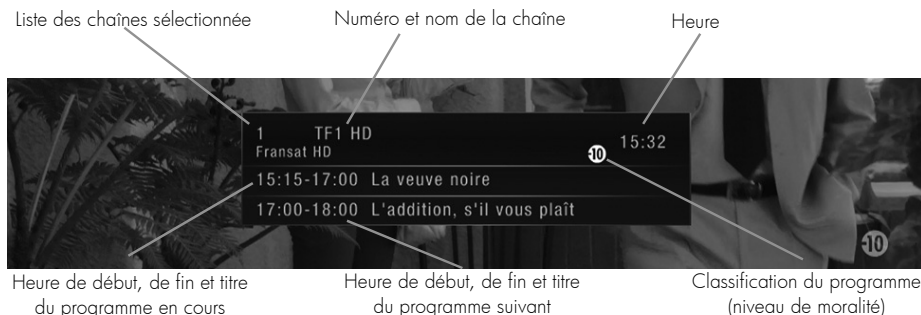 Liste des chaînes sélectionnée
Numéro et nom de la chaîne
Heure
1 TF1 HD
Fransat HD
-10
15:32
15:15-17:00 La veuve noire
17:00-18:00 L'addition, s'il vous plaît
-10
Heure de début, de fin et titre
du programme en cours
Heure de début, de fin et titre
du programme suivant
Classification du programme
(niveau de moralité)